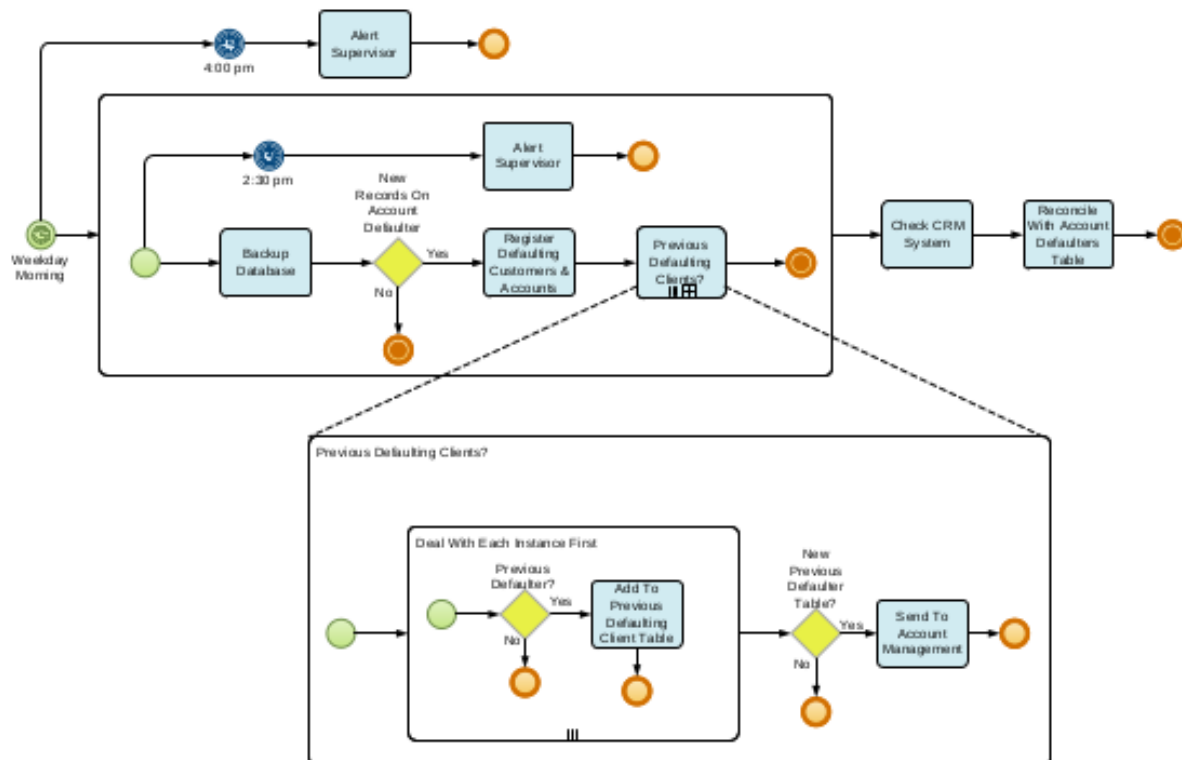 Alert
Supervisor
4:00 pm
Alert
Supervisor
2:30 pm
New
Records On
Account
Defaulter
Weekday
Morning
Backup
Database
Yes
No
Register
Defaulting
Customers &
Accounts
Previous
Defaulting
Clients?
Check CRM
System
Reconcile
With Account
Defaulters
Table
Previous Defaulting Clients?
Deal With Each Instance First
Previous
Defaulter?
Yes
No
Add To
Previous
Defaulting
Client Table
New
Previous
Defaulter
Table?
Yes
No
Send To
Account
Management